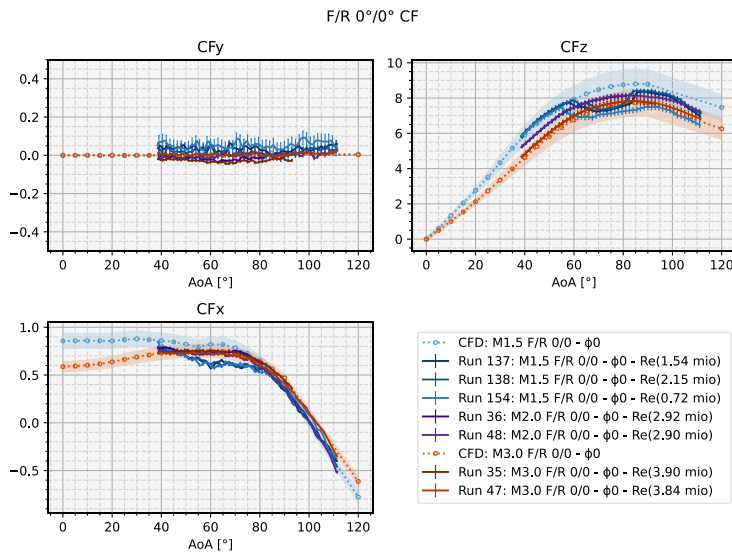 F/R 0°/0° CF
CFy
0.4
0.2
0.0
−0.2
−0.4
0 20 40 60 80 100 120
AoA [°]
CFz
10
8
6
4
2
0
0 20 40 60 80 100 120
AoA [°]
CFx
1.0
0.5
0.0
−0.5
0 20 40 60 80 100 120
AoA [°]
CFD: M1.5 F/R 0/0 - ϕ0
Run 137: M1.5 F/R 0/0 - ϕ0 - Re(1.54 mio)
Run 138: M1.5 F/R 0/0 - ϕ0 - Re(2.15 mio)
Run 154: M1.5 F/R 0/0 - ϕ0 - Re(0.72 mio)
Run 36: M2.0 F/R 0/0 - ϕ0 - Re(2.92 mio)
Run 48: M2.0 F/R 0/0 - ϕ0 - Re(2.90 mio)
CFD: M3.0 F/R 0/0 - ϕ0
Run 35: M3.0 F/R 0/0 - ϕ0 - Re(3.90 mio)
Run 47: M3.0 F/R 0/0 - ϕ0 - Re(3.84 mio)